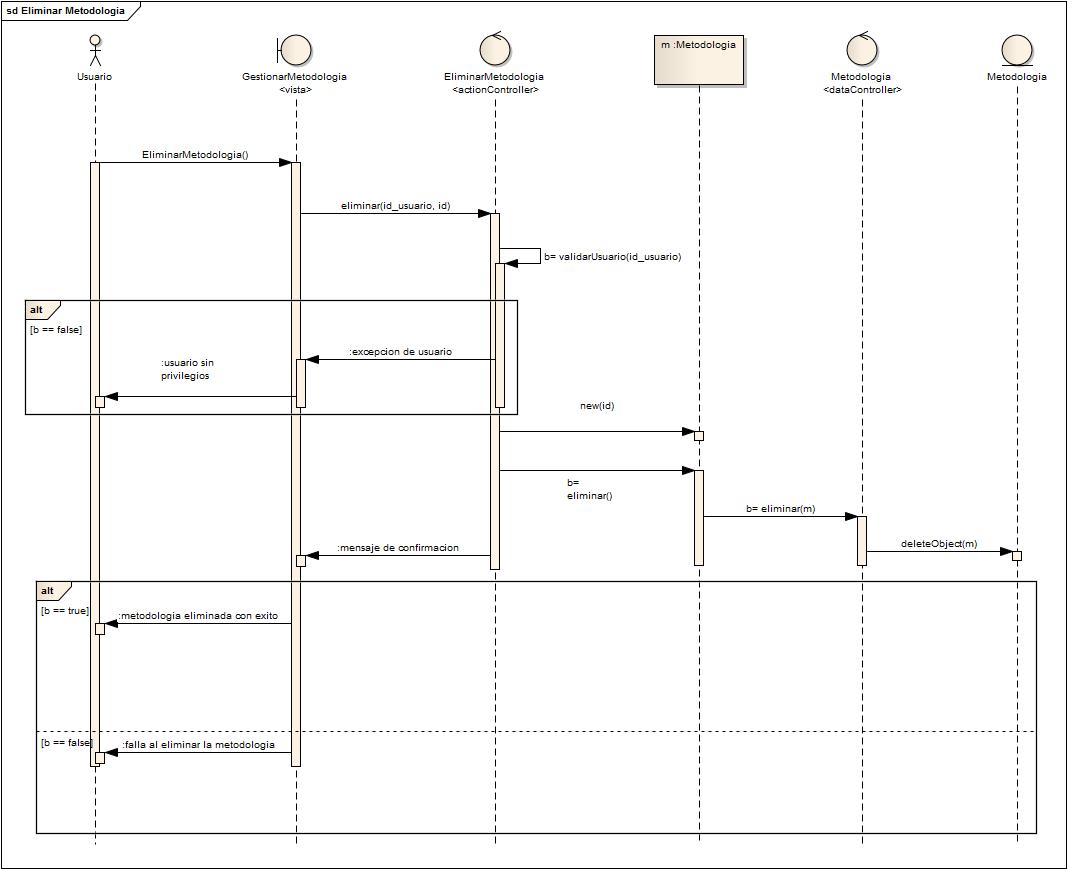 sd Eliminar Metodologia
Usuario
GestionarMetodologia
<vista>
EliminarMetodologia
<actionController>
m :Metodologia
Metodologia
<dataController>
Metodologia
EliminarMetodologia()
eliminar(id_usuario, id)
b= validarUsuario(id_usuario)
alt
[b == false]
:excepcion de usuario
:usuario sin
privilegios
new(id)
b=
eliminar()
b= eliminar(m)
deleteObject(m)
:mensaje de confirmacion
alt
[b == true]
:metodologia eliminada con exito
[b == false]
:falla al eliminar la metodologia